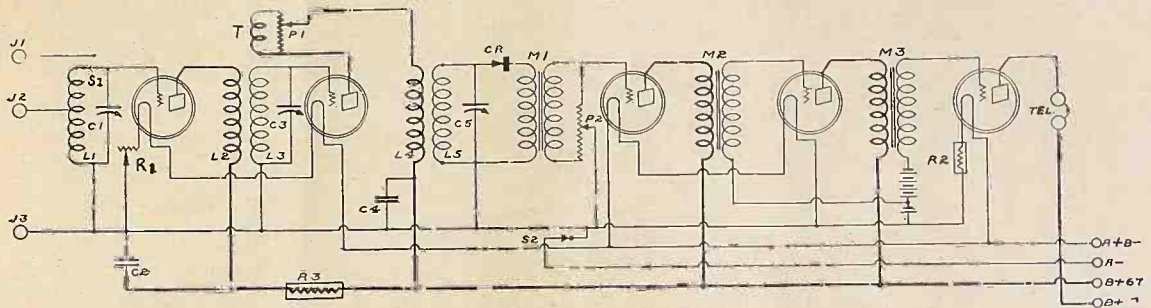 J1
J2
J3
S1
C1
L1
R1
C2
L2
L3
C3
T
P1
L4
C4
R3
L5
C5
CR
M1
P2
S2
M2
M3
R2
TEL
A+B-
A-
B+67
B+